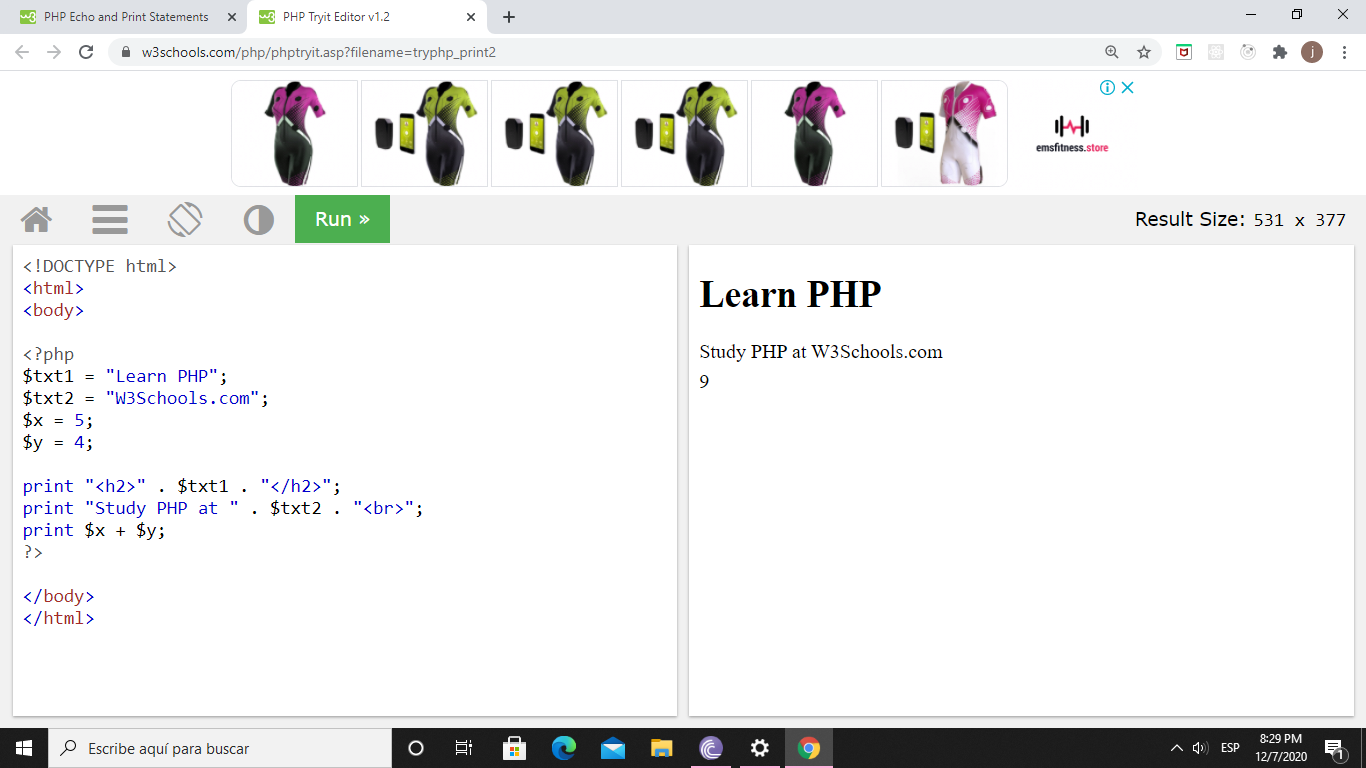 PHP Echo and Print Statements
PHP Tryit Editor v1.2
w3schools.com/php/phptryit.asp?filename=tryphp_print2
j
emsfitness.store
Run »
Result Size: 531 x 377
<!DOCTYPE html>
<html>
<body>
<?php
$txt1 = "Learn PHP";
$txt2 = "W3Schools.com";
$x = 5;
$y = 4;
print "<h2>" . $txt1 . "</h2>";
print "Study PHP at " . $txt2 . "<br>";
print $x + $y;
?>
</body>
</html>
Learn PHP
Study PHP at W3Schools.com
9
Escribe aquí para buscar
ESP
8:29 PM
12/7/2020
1